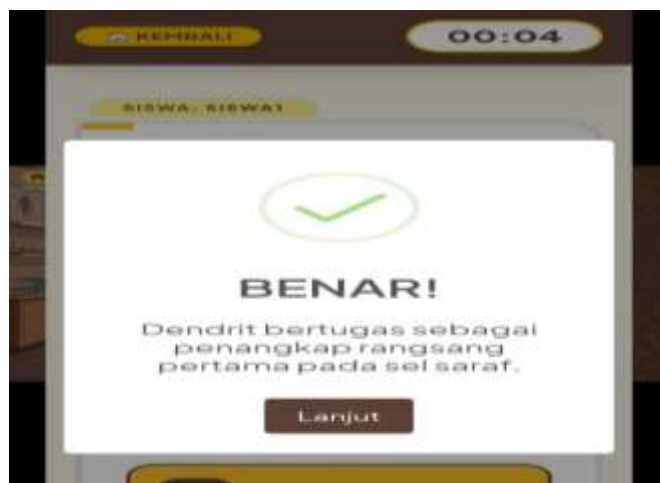 KEMBALI
00:04
SISWA: SISWA1
BENAR!
Dendrit bertugas sebagai
penangkap rangsang
pertama pada sel saraf.
Lanjut